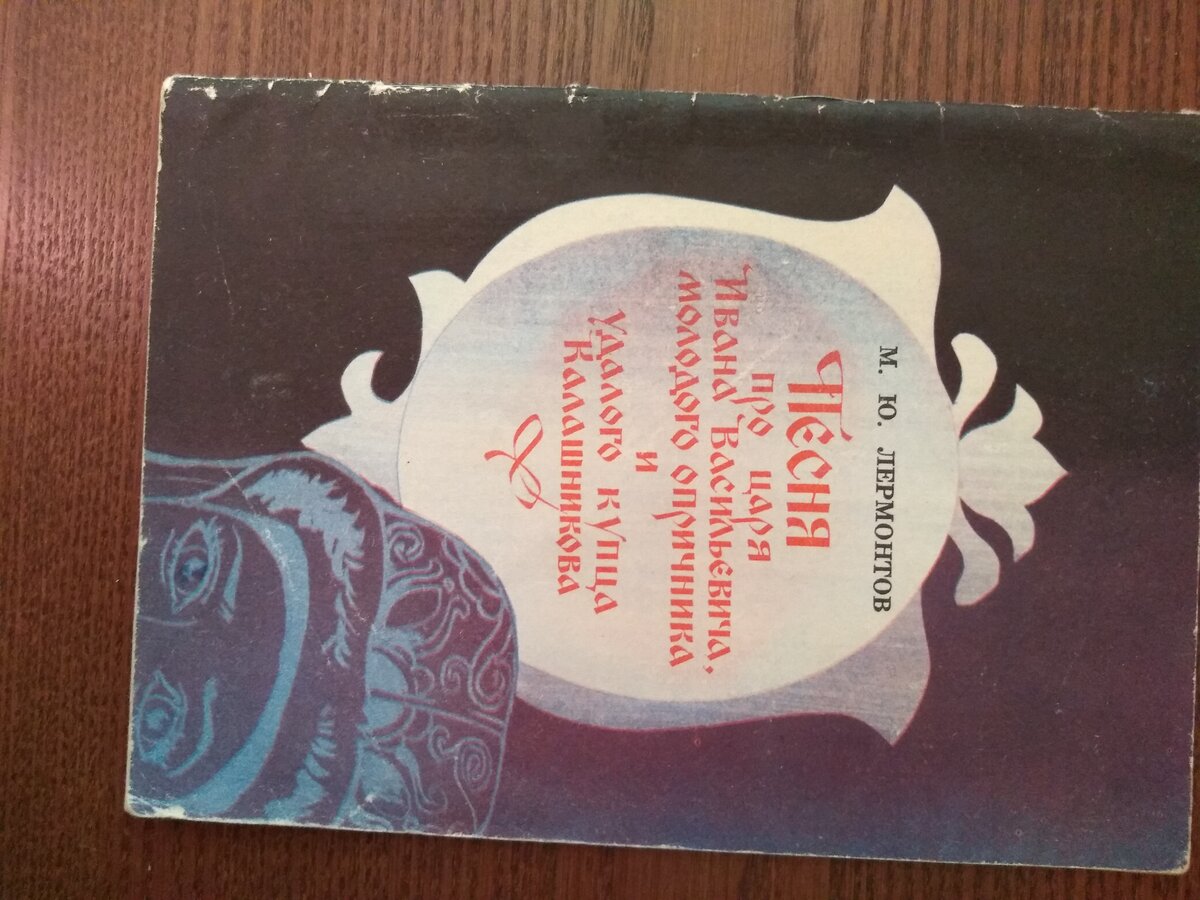 М. Ю. ЛЕРМОНТОВ
Песня
про царя
Ивана Васильевича,
молодого опричника
и
удалого купца
Калашникова